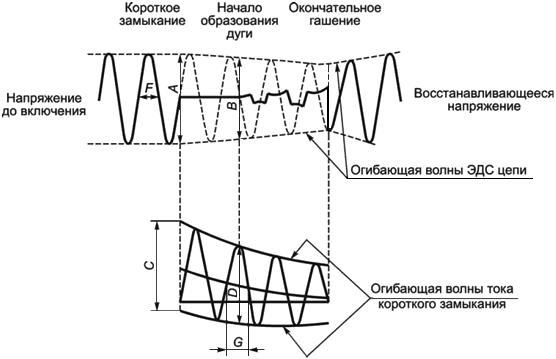 Короткое
замыкание
Начало
образования
дуги
Окончательное
гашение
Напряжение
до включения
F
A
B
Восстанавливающееся
напряжение
Огибающая волны ЭДС цепи
C
D
G
Огибающая волны тока
короткого замыкания